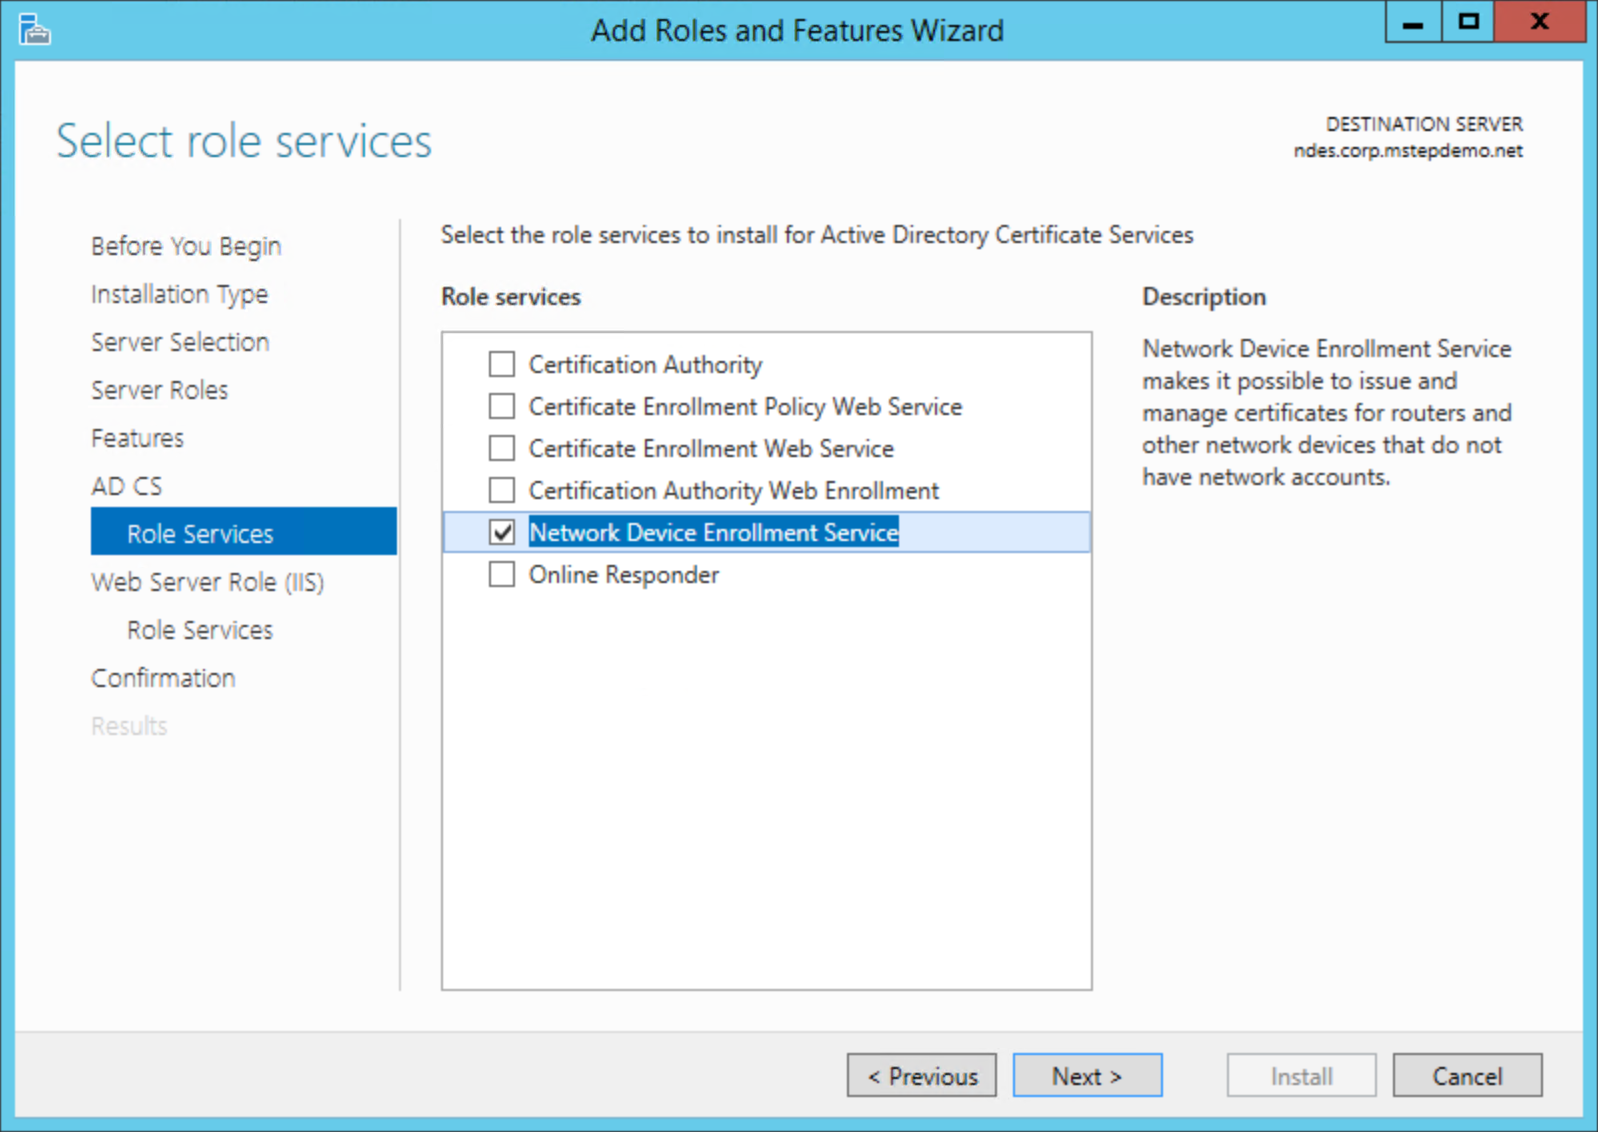 Add Roles and Features Wizard
X
Select role services
DESTINATION SERVER
ndes.corp.mstepdemo.net
Before You Begin
Installation Type
Server Selection
Server Roles
Features
AD CS
Role Services
Web Server Role (IIS)
Role Services
Confirmation
Results
Select the role services to install for Active Directory Certificate Services
Role services
Certification Authority
Certificate Enrollment Policy Web Service
Certificate Enrollment Web Service
Certification Authority Web Enrollment
Network Device Enrollment Service
Online Responder
Description
Network Device Enrollment Service
makes it possible to issue and
manage certificates for routers and
other network devices that do not
have network accounts.
< Previous
Next >
Install
Cancel